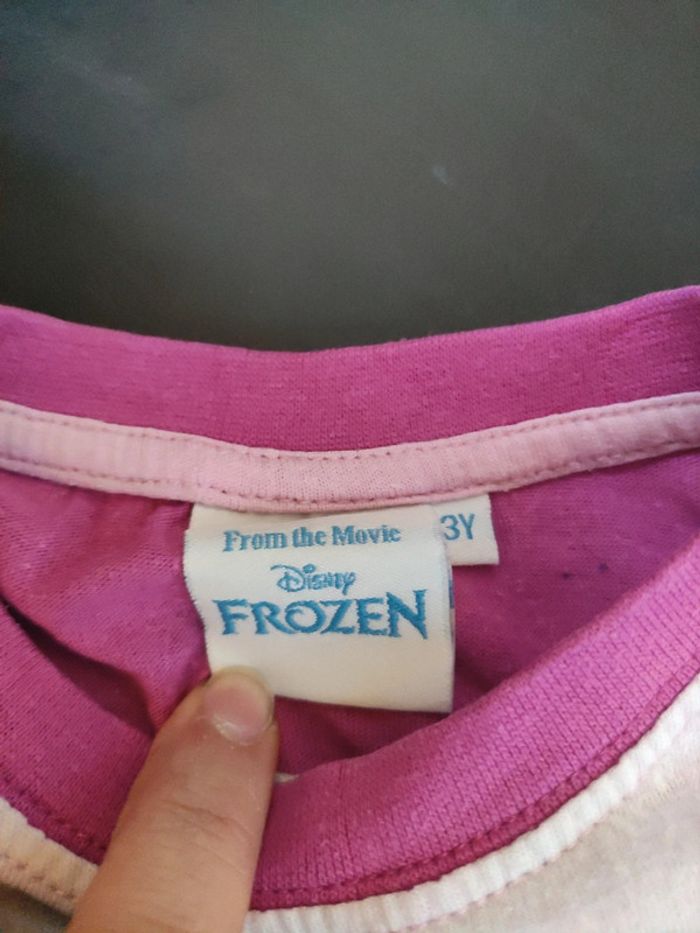 From the Movie
3Y
Disney
FROZEN